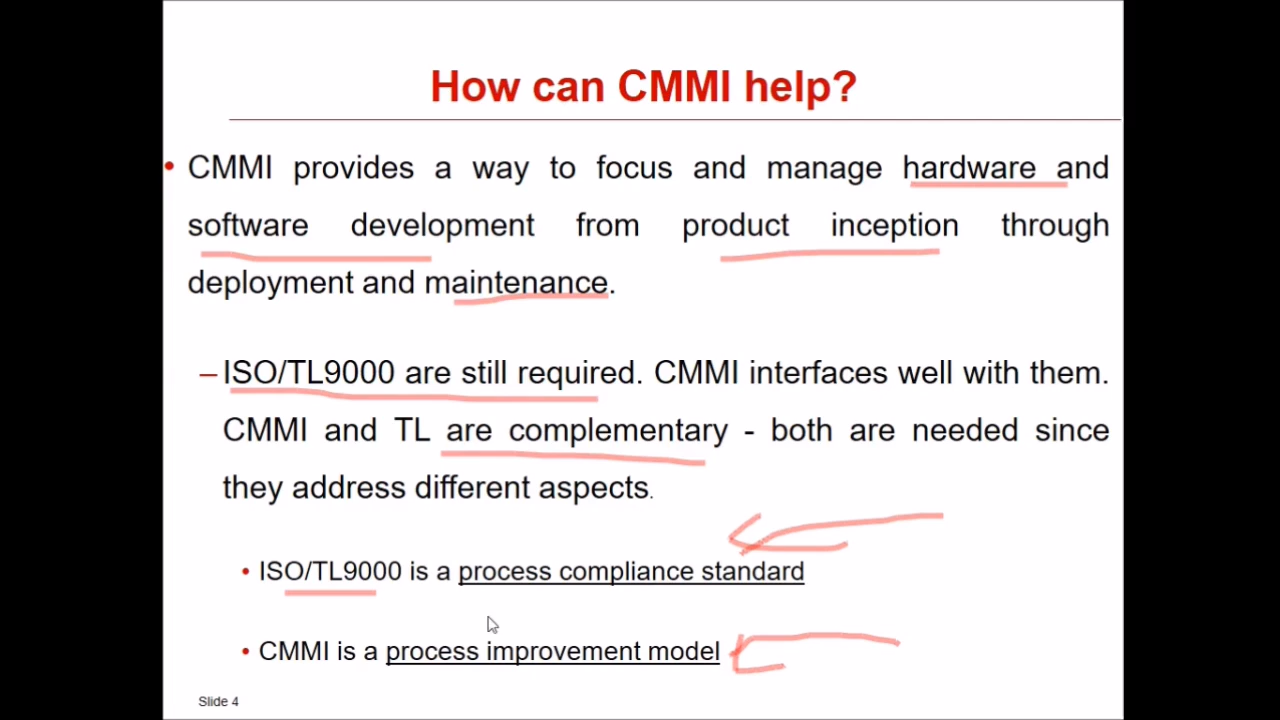 How can CMMI help?
• CMMI provides a way to focus and manage hardware and
software development from product inception through
deployment and maintenance.
– ISO/TL9000 are still required. CMMI interfaces well with them.
CMMI and TL are complementary - both are needed since
they address different aspects.
• ISO/TL9000 is a process compliance standard
• CMMI is a process improvement model
Slide 4